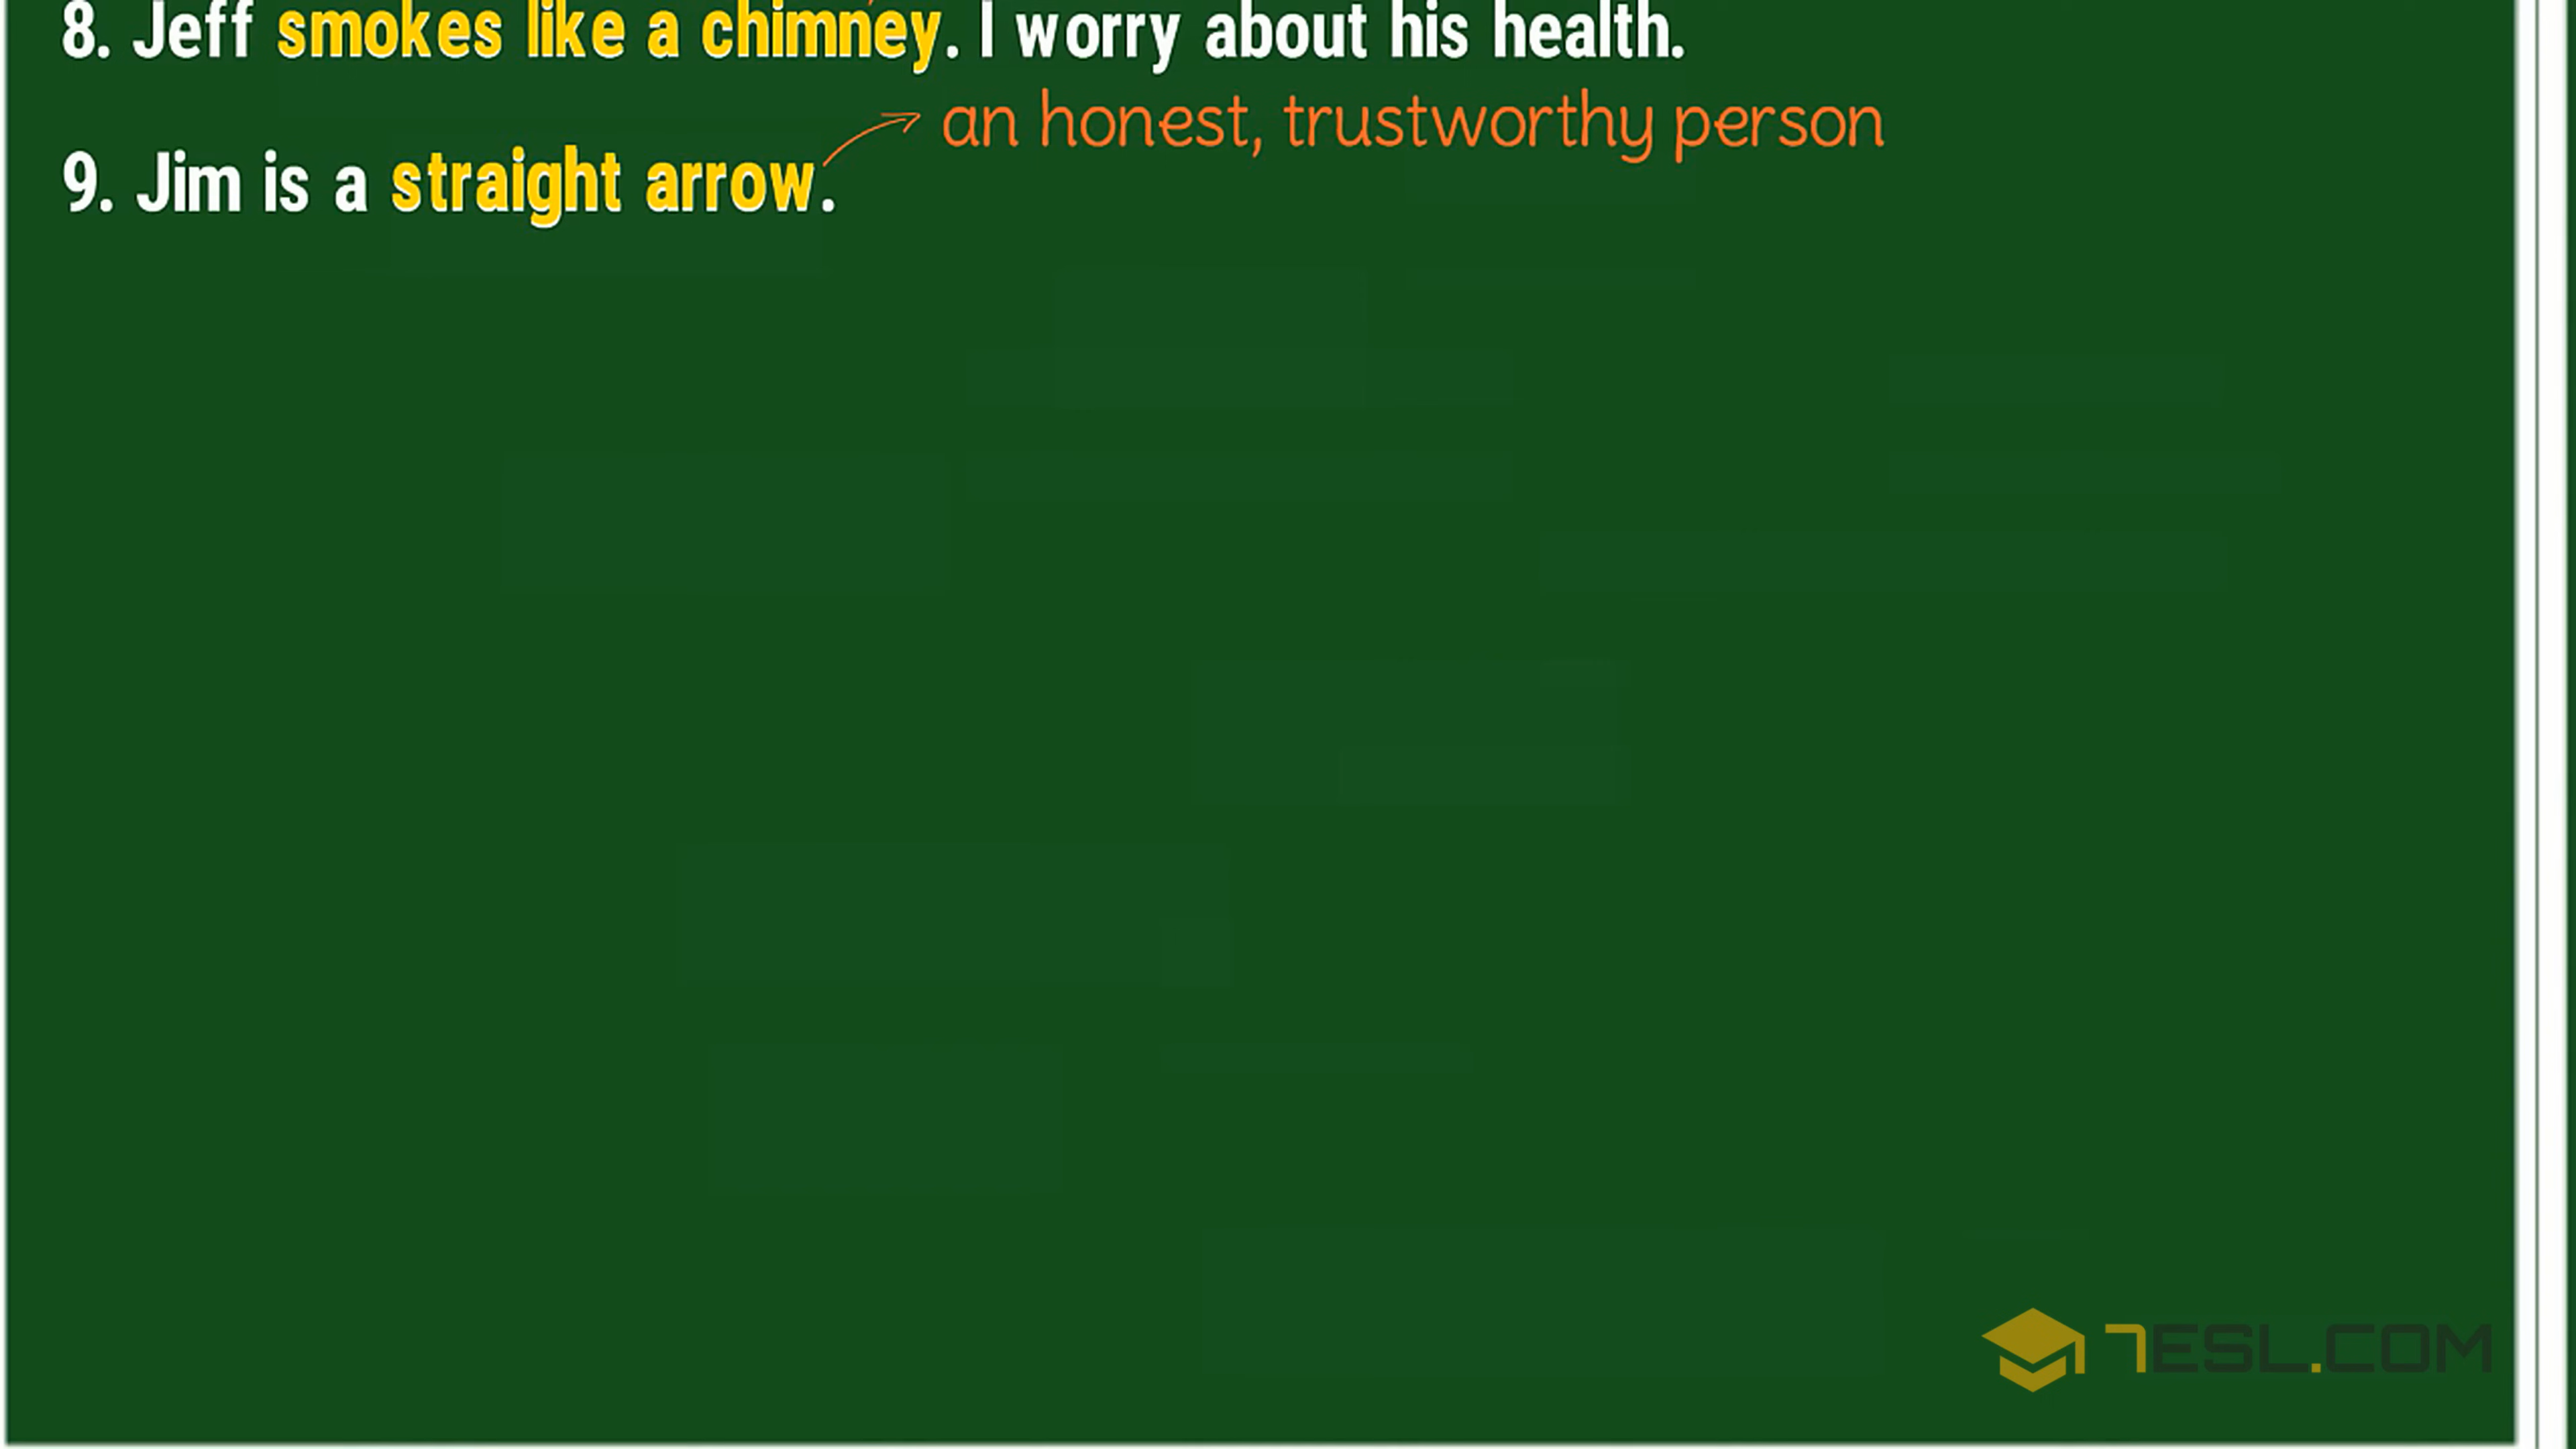 8. Jeff smokes like a chimney. I worry about his health.
an honest, trustworthy person
9. Jim is a straight arrow.
7ESL.COM